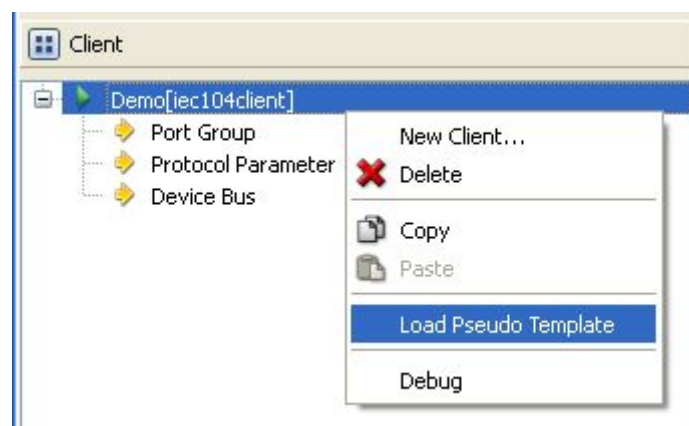 Client
Demo[iec104client]
Port Group
Protocol Parameter
Device Bus
New Client...
Delete
Copy
Paste
Load Pseudo Template
Debug